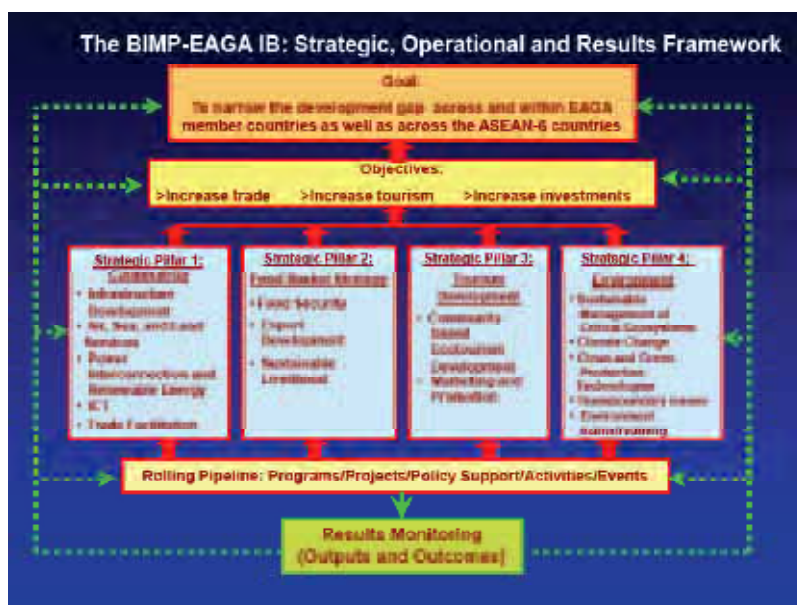 The BIMP-EAGA IB: Strategic, Operational and Results Framework
Goal:
To narrow the development gap across and within EAGA
member countries as well as across the ASEAN-6 countries
Objectives:
>Increase trade >Increase tourism >Increase investments
Strategic Pillar 1:
Connectivity
• Infrastructure
Development
• Air, Sea, and Land
Services
• Power
Interconnection and
Renewable Energy
• ICT
• Trade Facilitation
Strategic Pillar 2:
Food Basket Strategy
• Food Security
• Export
Development
• Sustainable
Livelihood
Strategic Pillar 3:
Tourism
Development
• Community
based
Ecotourism
Development
• Marketing and
Promotion
Strategic Pillar 4:
Environment
• Sustainable
Management of
Critical Ecosystems
• Climate Change
• Clean and Green
Production
Technologies
• Transboundary Issues
• Environment
mainstreaming
Rolling Pipeline: Programs/Projects/Policy Support/Activities/Events
Results Monitoring
(Outputs and Outcomes)